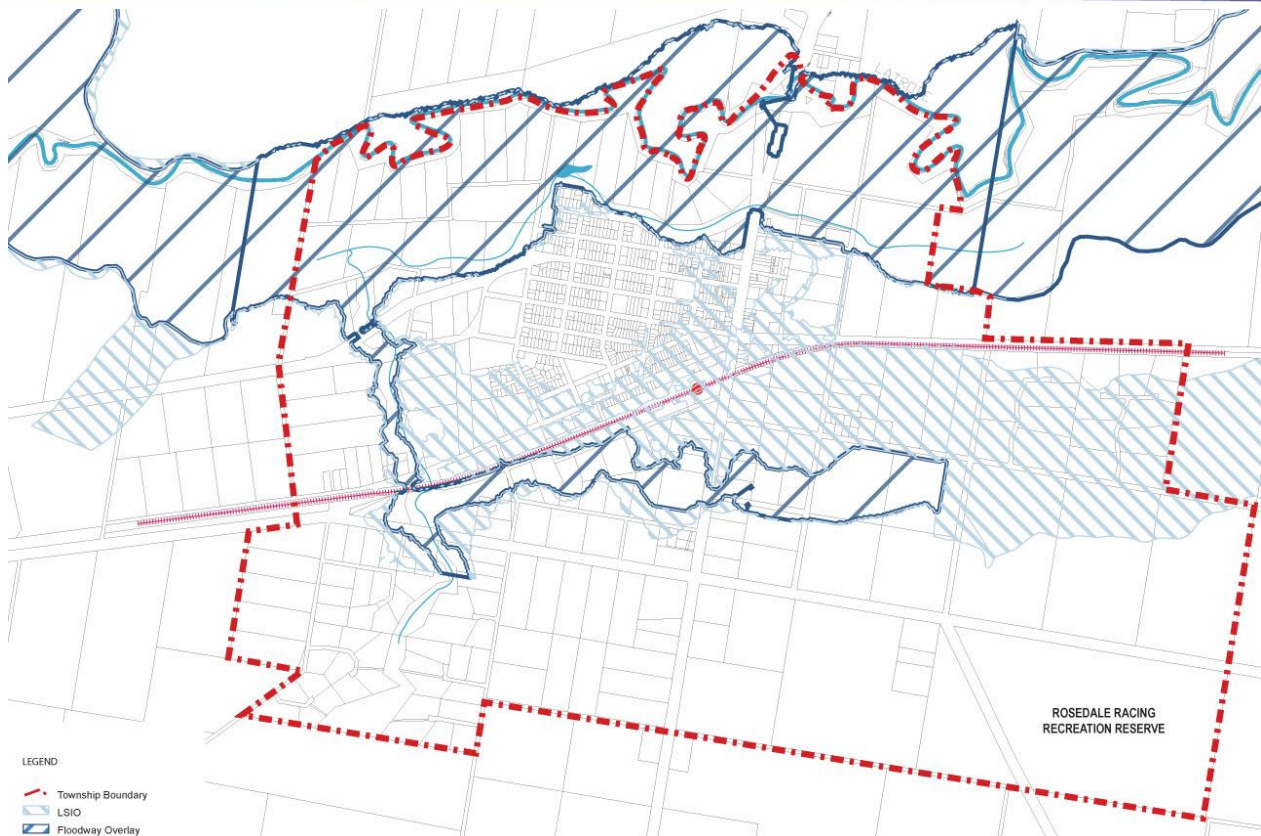 ROSEDALE RACING
RECREATION RESERVE
LEGEND
Township Boundary
LSIO
Floodway Overlay